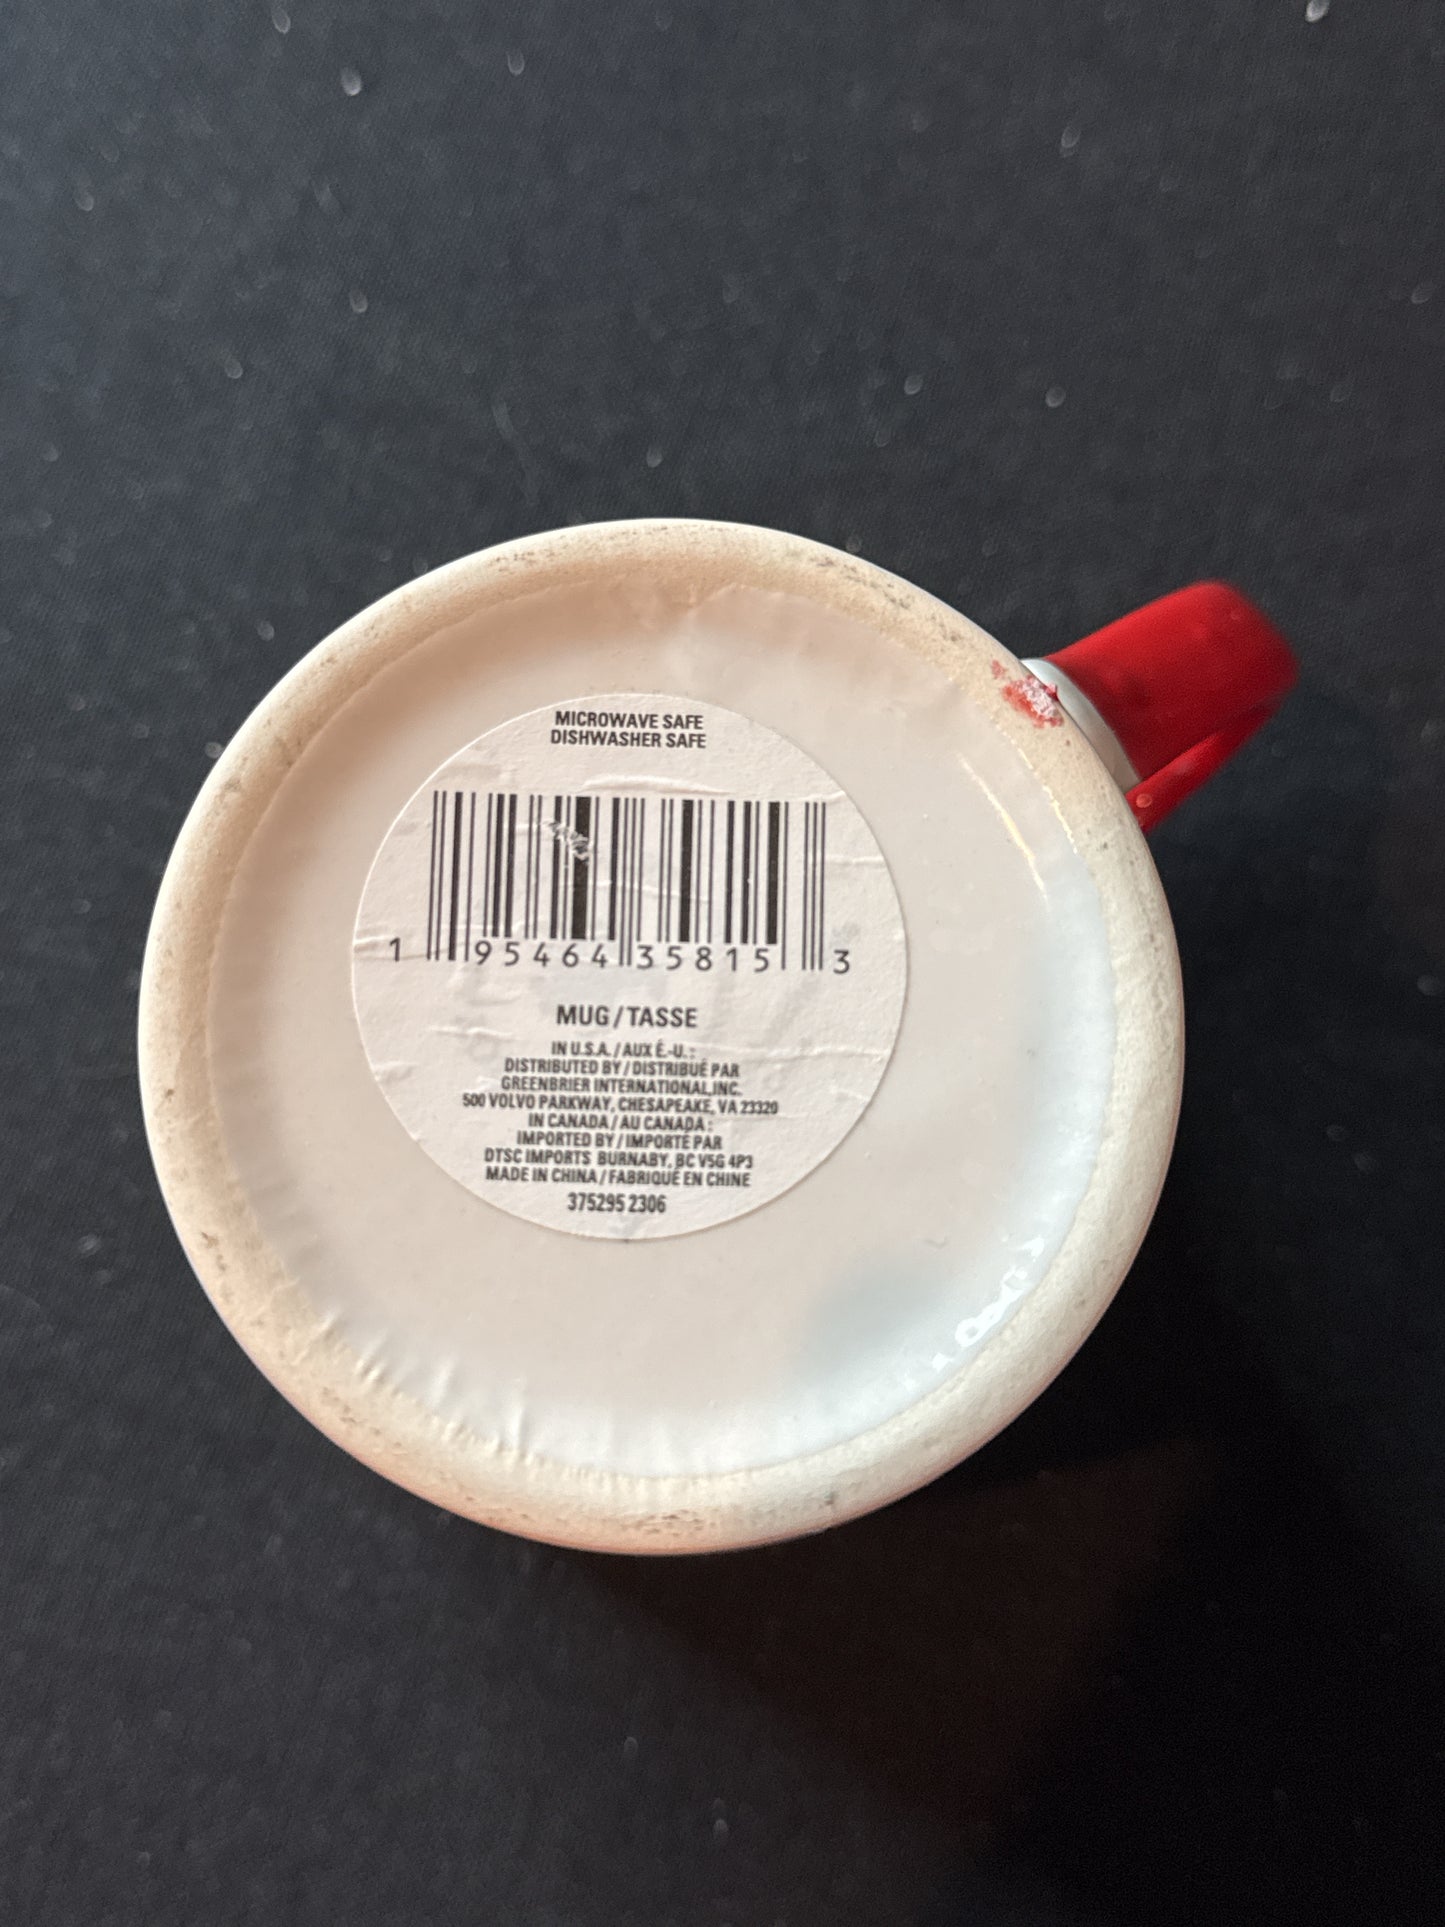 MICROWAVE SAFE
DISHWASHER SAFE
1 95464 35815 3
MUG/TASSE
IN U.S.A./AUX É.-U.:
DISTRIBUTED BY/DISTRIBUÉ PAR
GREENBRIER INTERNATIONAL,INC.
500 VOLVO PARKWAY, CHESAPEAKE, VA 23320
IN CANADA/AU CANADA:
IMPORTED BY/IMPORTÉ PAR
DTSC IMPORTS BURNABY, BC V5G 4P3
MADE IN CHINA/FABRIQUÉ EN CHINE
375295 2306